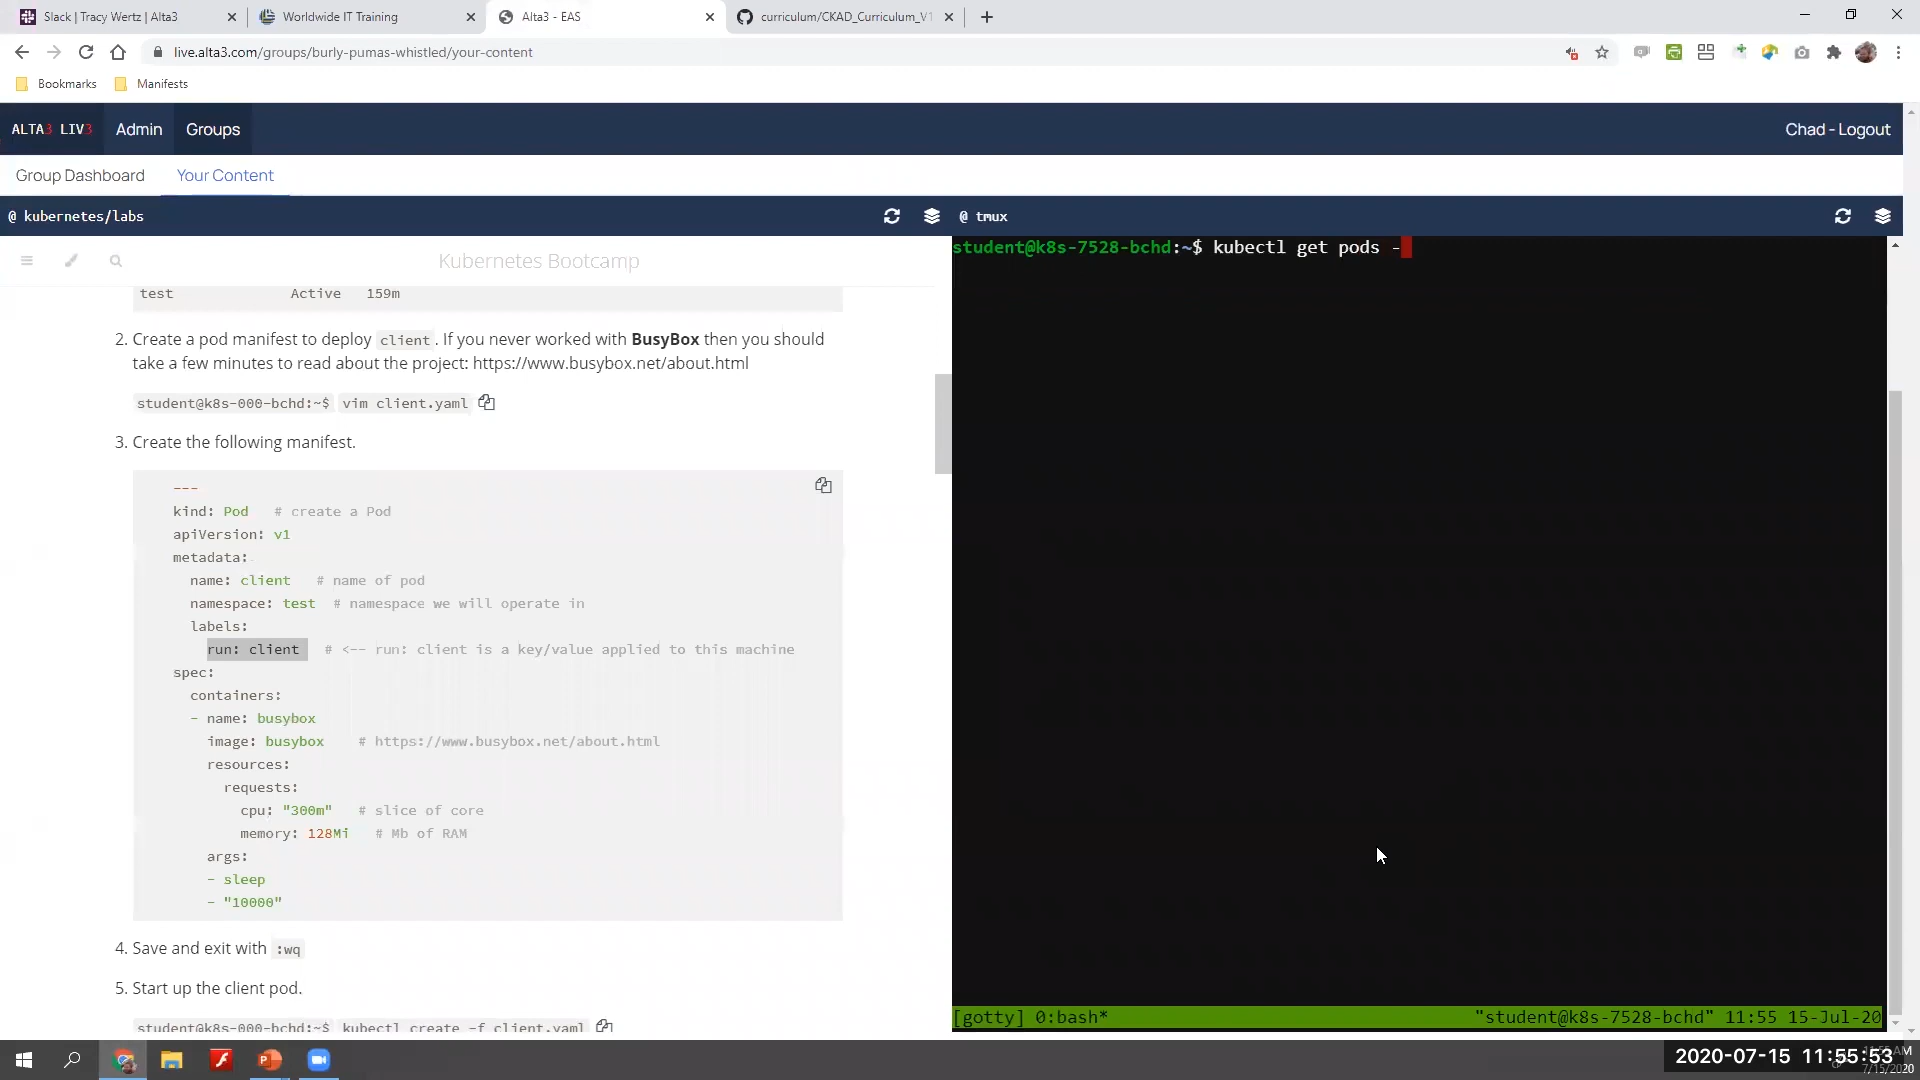 Slack | Tracy Wertz | Alta3
Worldwide IT Training
Alta3 - EAS
curriculum/CKAD_Curriculum_V1
live.alta3.com/groups/burly-pumas-whistled/your-content
Bookmarks
Manifests
ALTA3 LIV3
Admin
Groups
Chad - Logout
Group Dashboard
Your Content
@ kubernetes/labs
@ tmux
Kubernetes Bootcamp
test Active 159m
2. Create a pod manifest to deploy client . If you never worked with BusyBox then you should
take a few minutes to read about the project: https://www.busybox.net/about.html
student@k8s-000-bchd:~$ vim client.yaml
3. Create the following manifest.
---
kind: Pod # create a Pod
apiVersion: v1
metadata:
name: client # name of pod
namespace: test # namespace we will operate in
labels:
run: client # <-- run: client is a key/value applied to this machine
spec:
containers:
- name: busybox
image: busybox # https://www.busybox.net/about.html
resources:
requests:
cpu: "300m" # slice of core
memory: 128Mi # Mb of RAM
args:
- sleep
- "10000"
4. Save and exit with :wq
5. Start up the client pod.
student@k8s-000-bchd:~$ kubectl create -f client.yaml
student@k8s-7528-bchd:~$ kubectl get pods -
[gotty] 0:bash*
"student@k8s-7528-bchd" 11:55 15-Jul-20
2020-07-15 11:55:53
7/15/2020